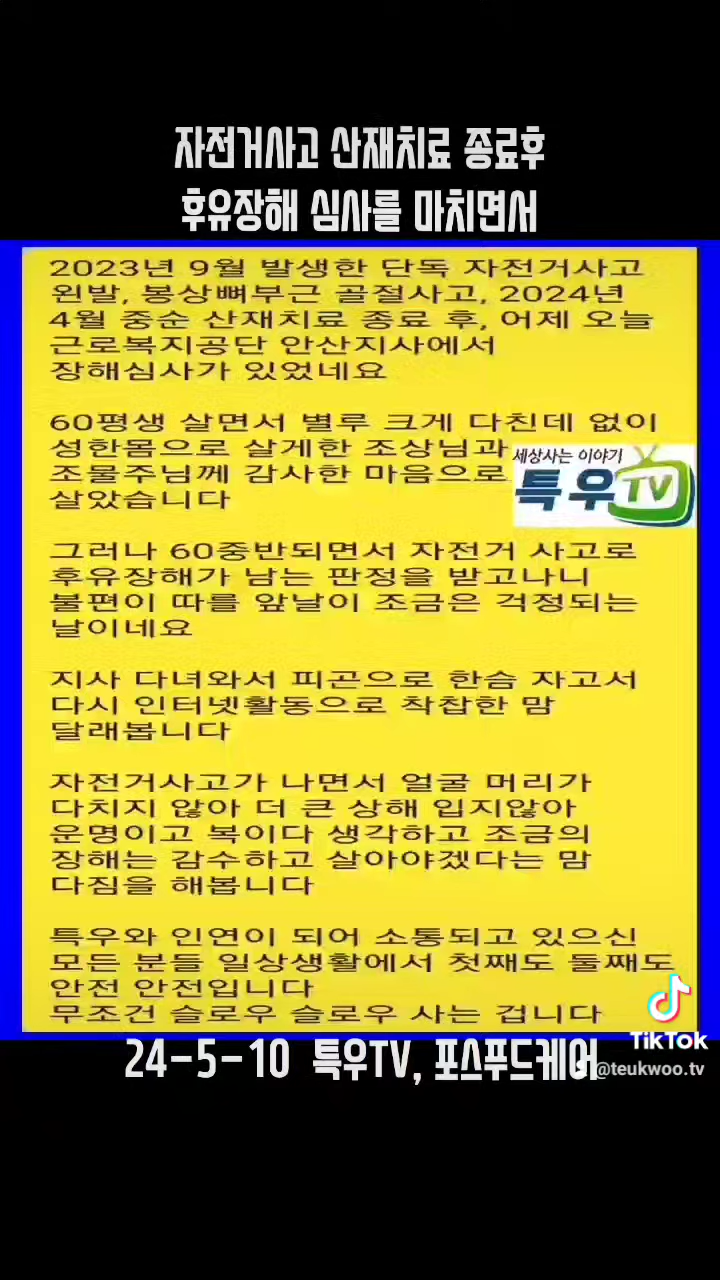 자전거사고 산재치료 종료후
후유장해 심사를 마치면서
2023년 9월 발생한 단독 자전거사고
왼발, 봉상뼈부근 골절사고, 2024년
4월 중순 산재치료 종료 후, 어제 오늘
근로복지공단 안산지사에서
장해심사가 있었네요
60평생 살면서 별루 크게 다친데 없이
성한몸으로 살게한 조상님과
조물주님께 감사한 마음으로
살았습니다
세상사는 이야기
특우TV
그러나 60중반되면서 자전거 사고로
후유장해가 남는 판정을 받고나니
불편이 따를 앞날이 조금은 걱정되는
날이네요
지사 다녀와서 피곤으로 한슴 자고서
다시 인터넷활동으로 착찹한 맘
달래봅니다
자전거사고가 나면서 얼굴 머리가
다치지 않아 더 큰 상해 입지않아
운명이고 복이다 생각하고 조금의
장해는 감수하고 살아야겠다는 맘
다짐을 해봅니다
특우와 인연이 되어 소통되고 있으신
모든 분들 일상생활에서 첫째도 둘째도
안전 안전입니다
무조건 슬로우 슬로우 사는 겁니다
24-5-10 특우TV, 포스푸드케어
TikTok
@teukwoo.tv